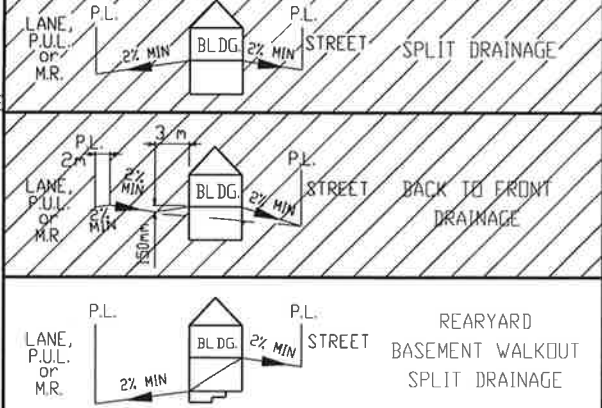 P.L.
P.L.
LANE,
P.U.L.
or
M.R.
2% MIN
BLDG.
2% MIN
STREET
SPLIT DRAINAGE
P.L.
3 m
2m
P.L.
LANE,
P.U.L.
or
M.R.
2% MIN
2% MIN
150mm
BLDG.
2% MIN
STREET
BACK TO FRONT
DRAINAGE
P.L.
P.L.
LANE,
P.U.L.
or
M.R.
2% MIN
BLDG.
2% MIN
STREET
REARYARD
BASEMENT WALKOUT
SPLIT DRAINAGE